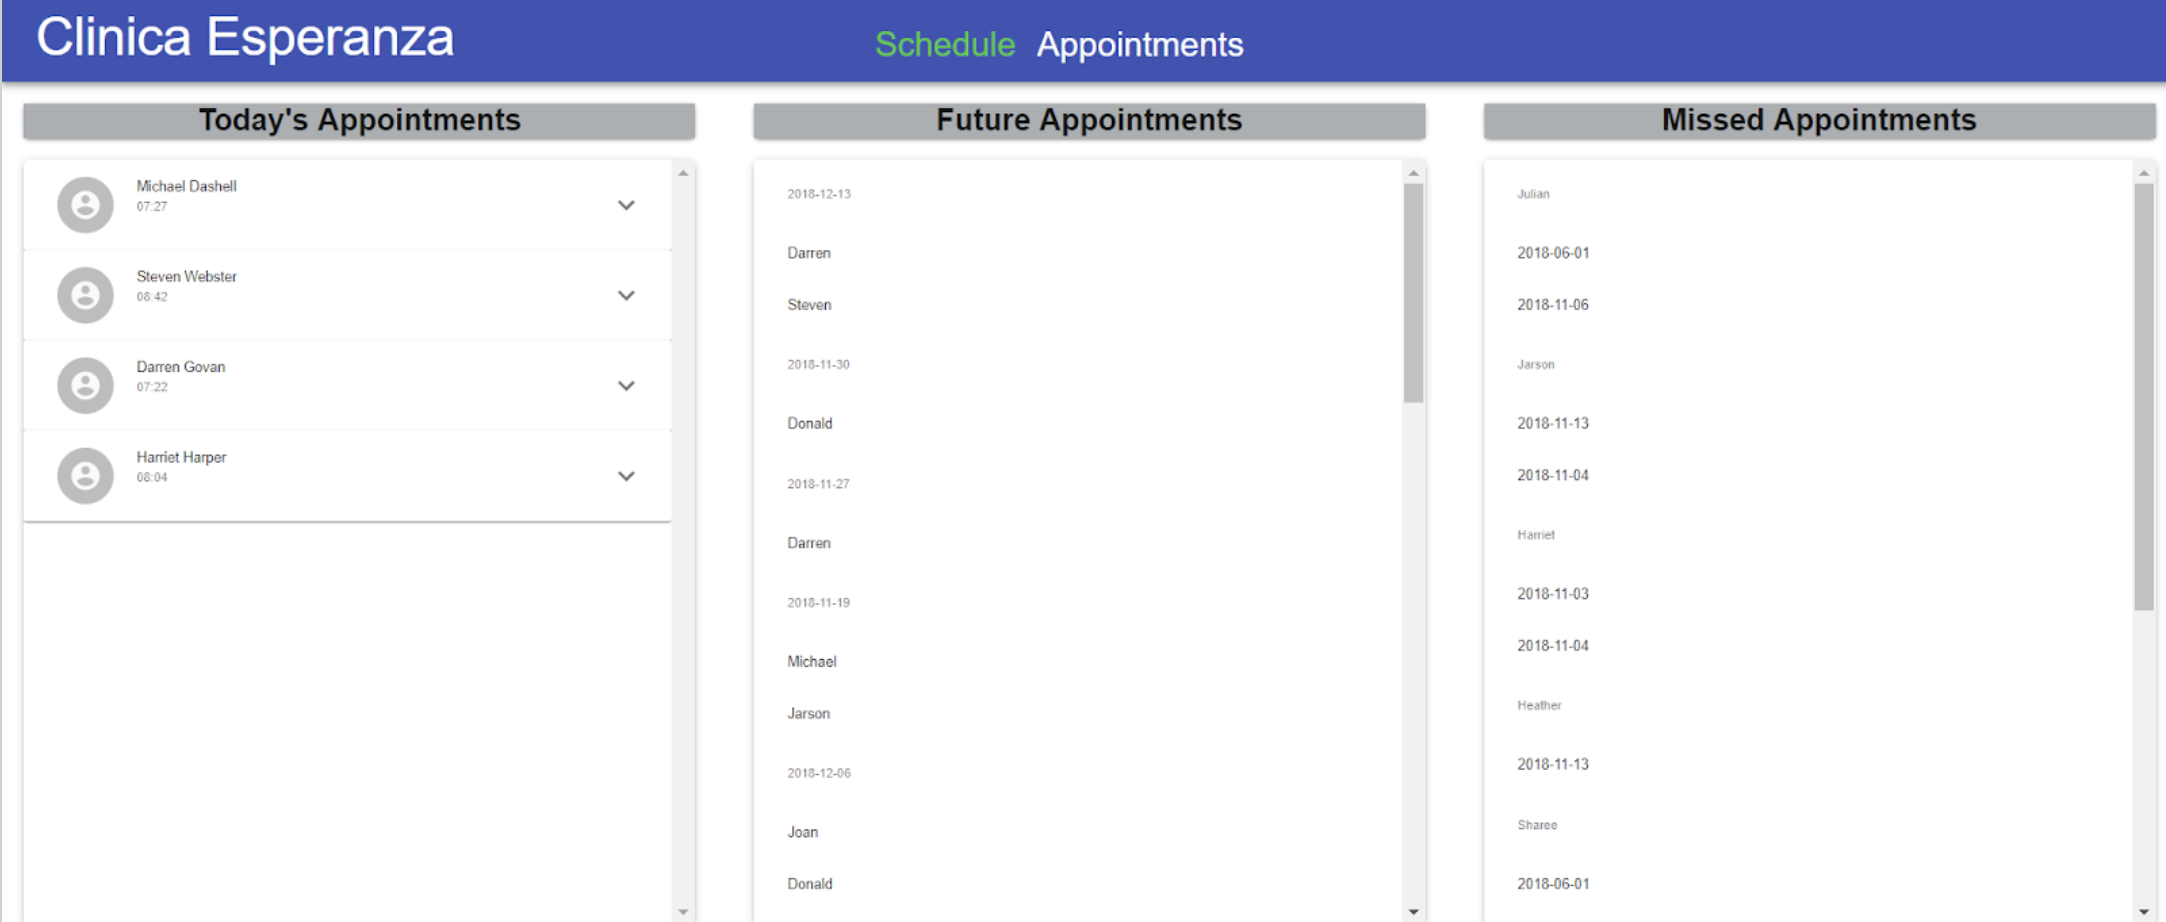 Clinica Esperanza
Schedule Appointments
Today's Appointments
Michael Dashell
07:27
Steven Webster
08:42
Darren Govan
07:22
Harriet Harper
08:04
Future Appointments
2018-12-13
Darren
Steven
2018-11-30
Donald
2018-11-27
Darren
2018-11-19
Michael
Jarson
2018-12-06
Joan
Donald
Missed Appointments
Julian
2018-06-01
2018-11-06
Jarson
2018-11-13
2018-11-04
Harriet
2018-11-03
2018-11-04
Heather
2018-11-13
Sharee
2018-06-01